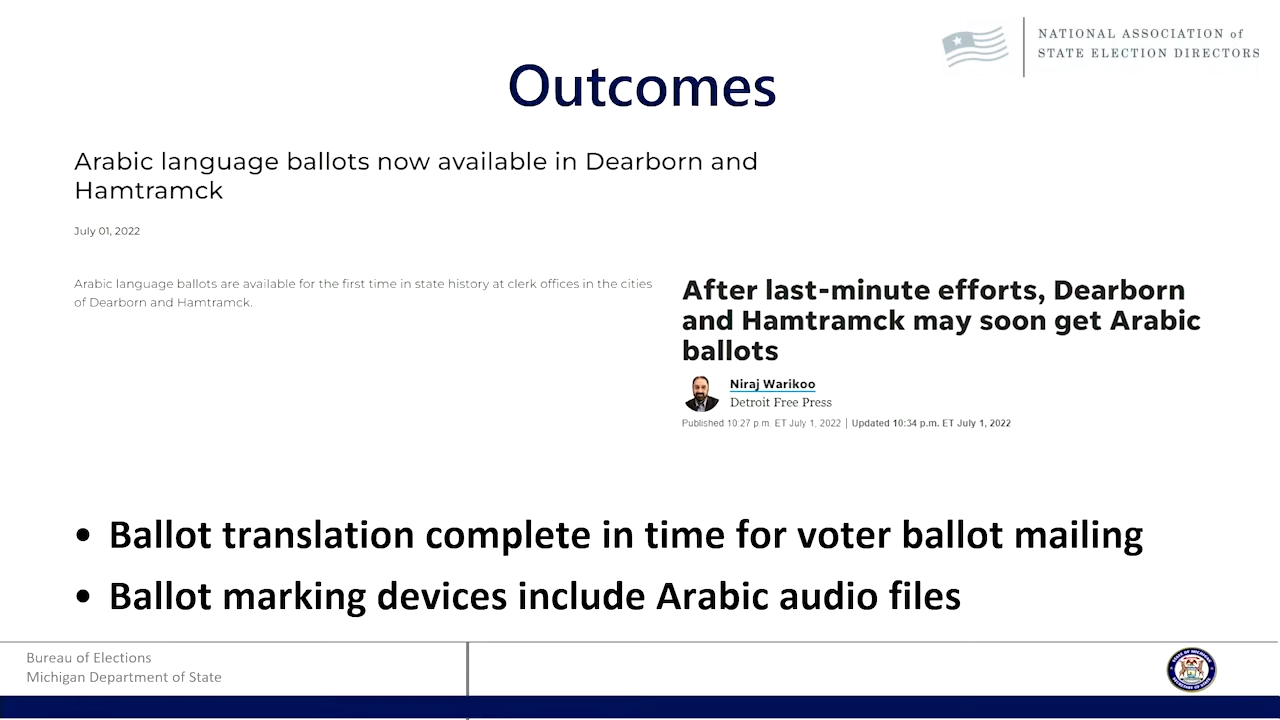 NATIONAL ASSOCIATION of
STATE ELECTION DIRECTORS
Outcomes
Arabic language ballots now available in Dearborn and
Hamtramck
July 01, 2022
Arabic language ballots are available for the first time in state history at clerk offices in the cities
of Dearborn and Hamtramck.
After last-minute efforts, Dearborn
and Hamtramck may soon get Arabic
ballots
Niraj Warikoo
Detroit Free Press
Published 10:27 p.m. ET July 1, 2022 | Updated 10:34 p.m. ET July 1, 2022
• Ballot translation complete in time for voter ballot mailing
• Ballot marking devices include Arabic audio files
Bureau of Elections
Michigan Department of State